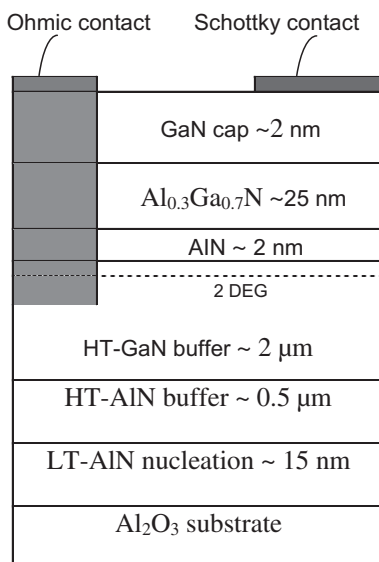 Ohmic contact Schottky contact
GaN cap ~2 nm
Al₀.₃Ga₀.₇N ~25 nm
AlN ~ 2 nm
2 DEG
HT-GaN buffer ~ 2 μm
HT-AlN buffer ~ 0.5 μm
LT-AlN nucleation ~ 15 nm
Al₂O₃ substrate